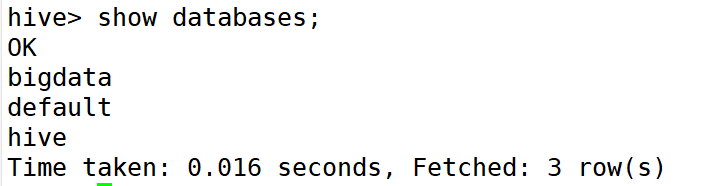 hive> show databases;
OK
bigdata
default
hive
Time taken: 0.016 seconds, Fetched: 3 row(s)